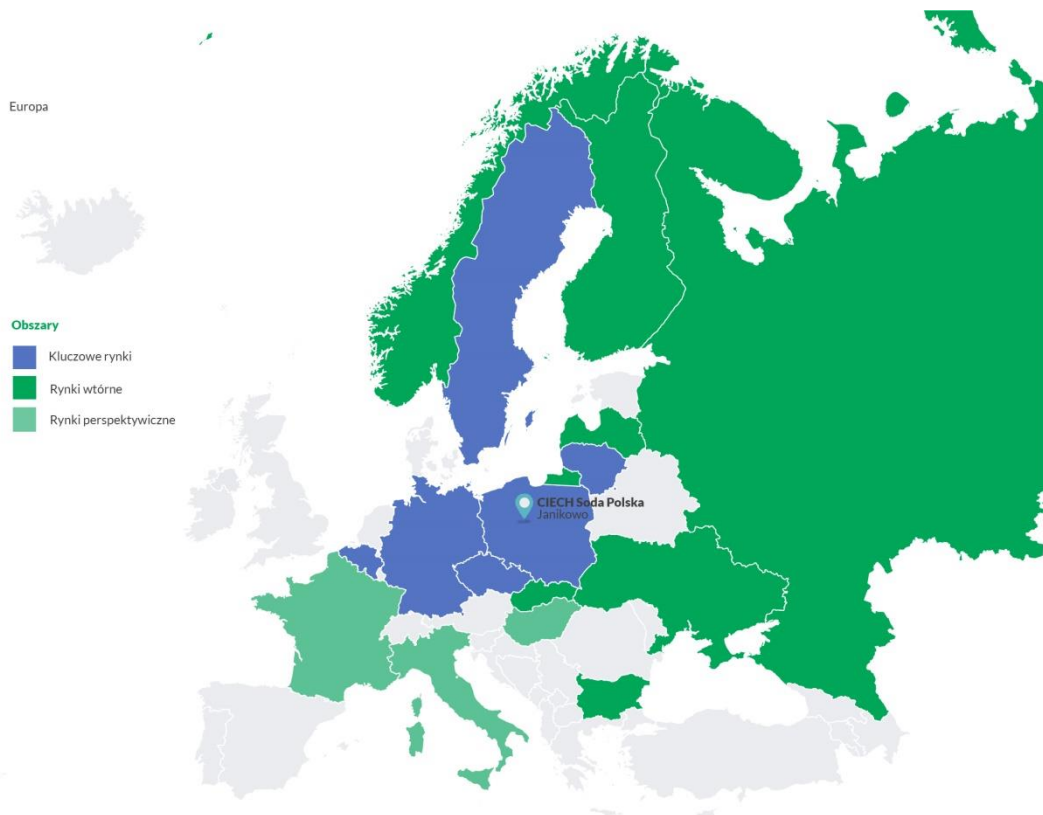 Europa
Obszary
Kluczowe rynki
Rynki wtórne
Rynki perspektywiczne
CIECH Soda Polska
Janikowo